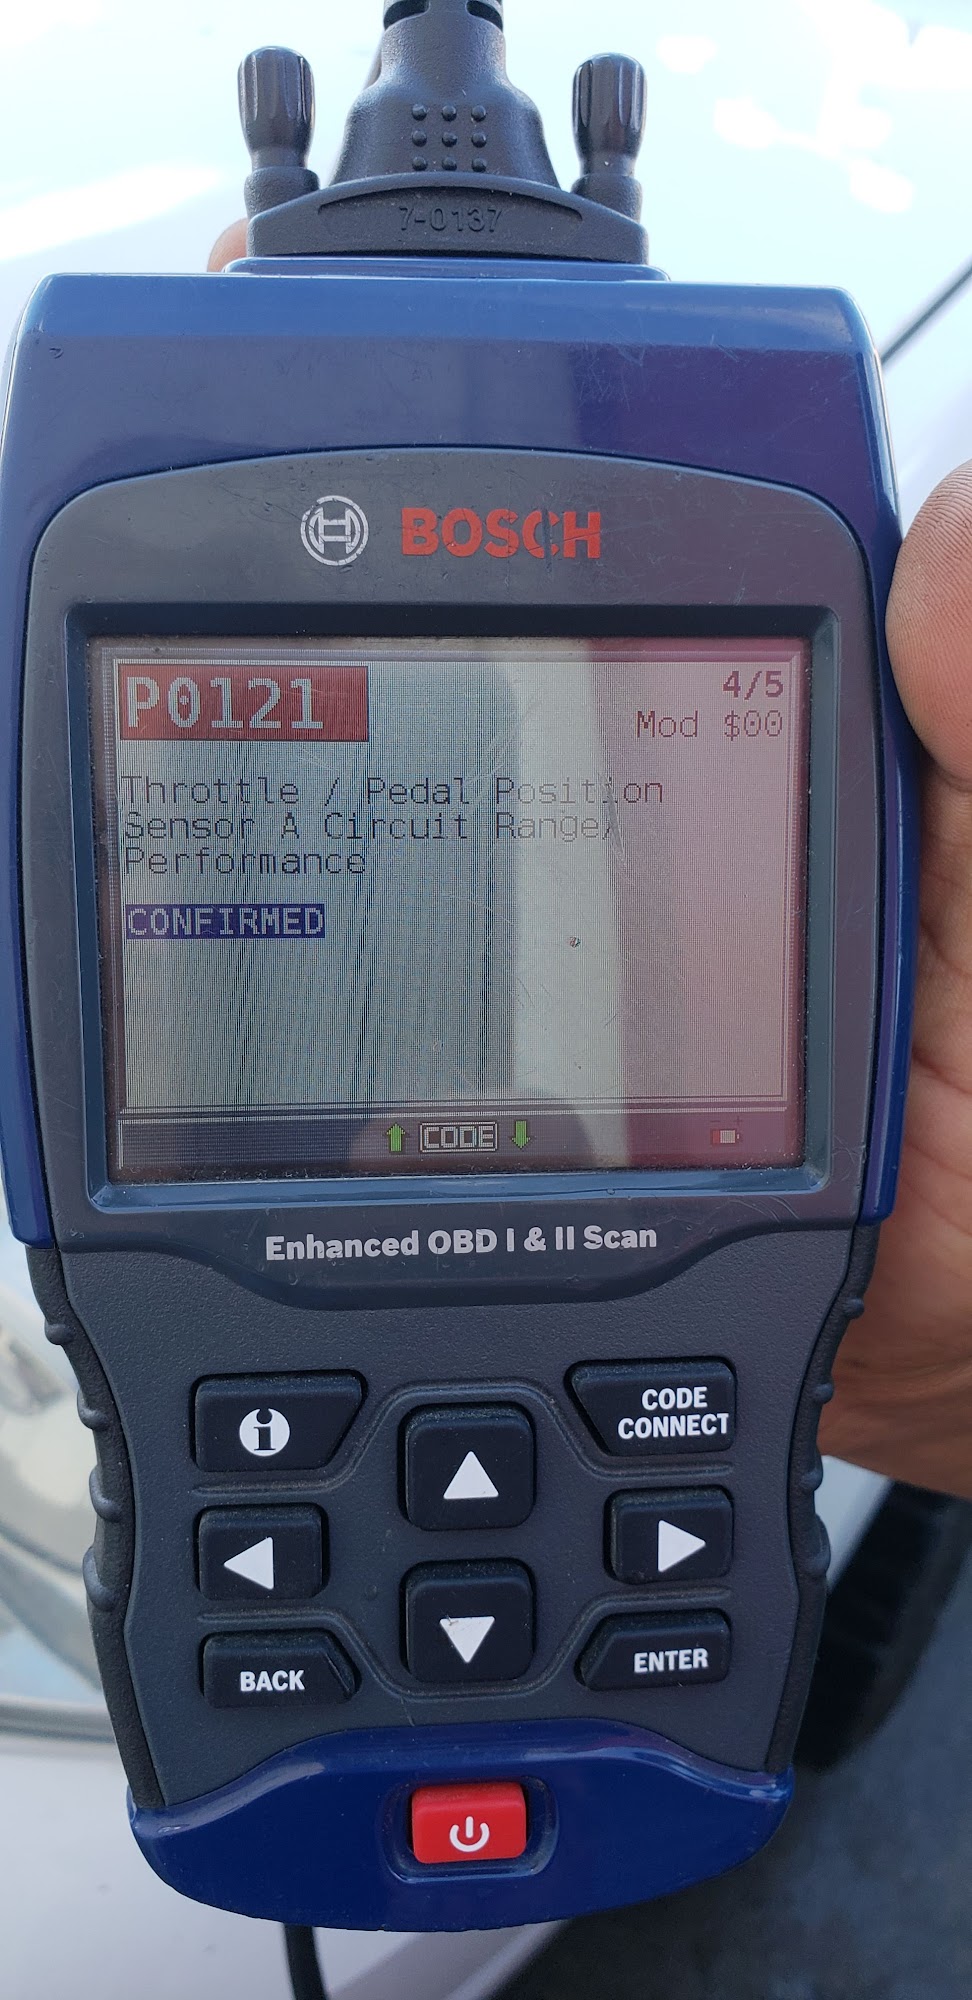 7-0137
BOSCH
P0121
4/5
Mod $00
Throttle / Pedal Position
Sensor A Circuit Range/
Performance
CONFIRMED
CODE
- +
Enhanced OBD I & II Scan
i
CODE
CONNECT
BACK
ENTER